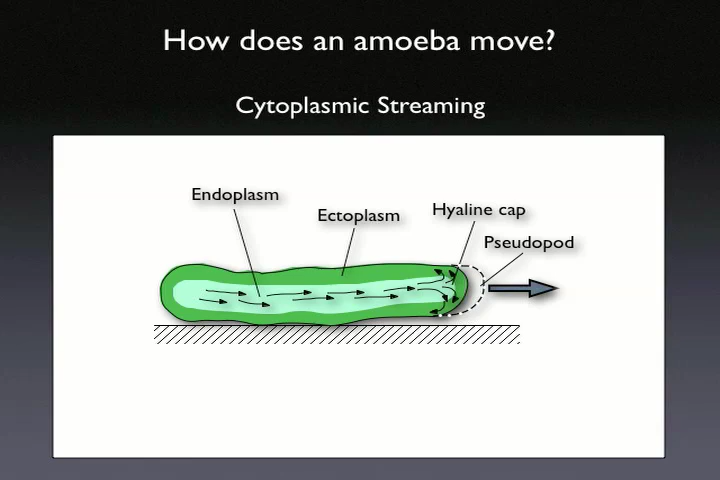 How does an amoeba move?
Cytoplasmic Streaming
Endoplasm
Ectoplasm
Hyaline cap
Pseudopod